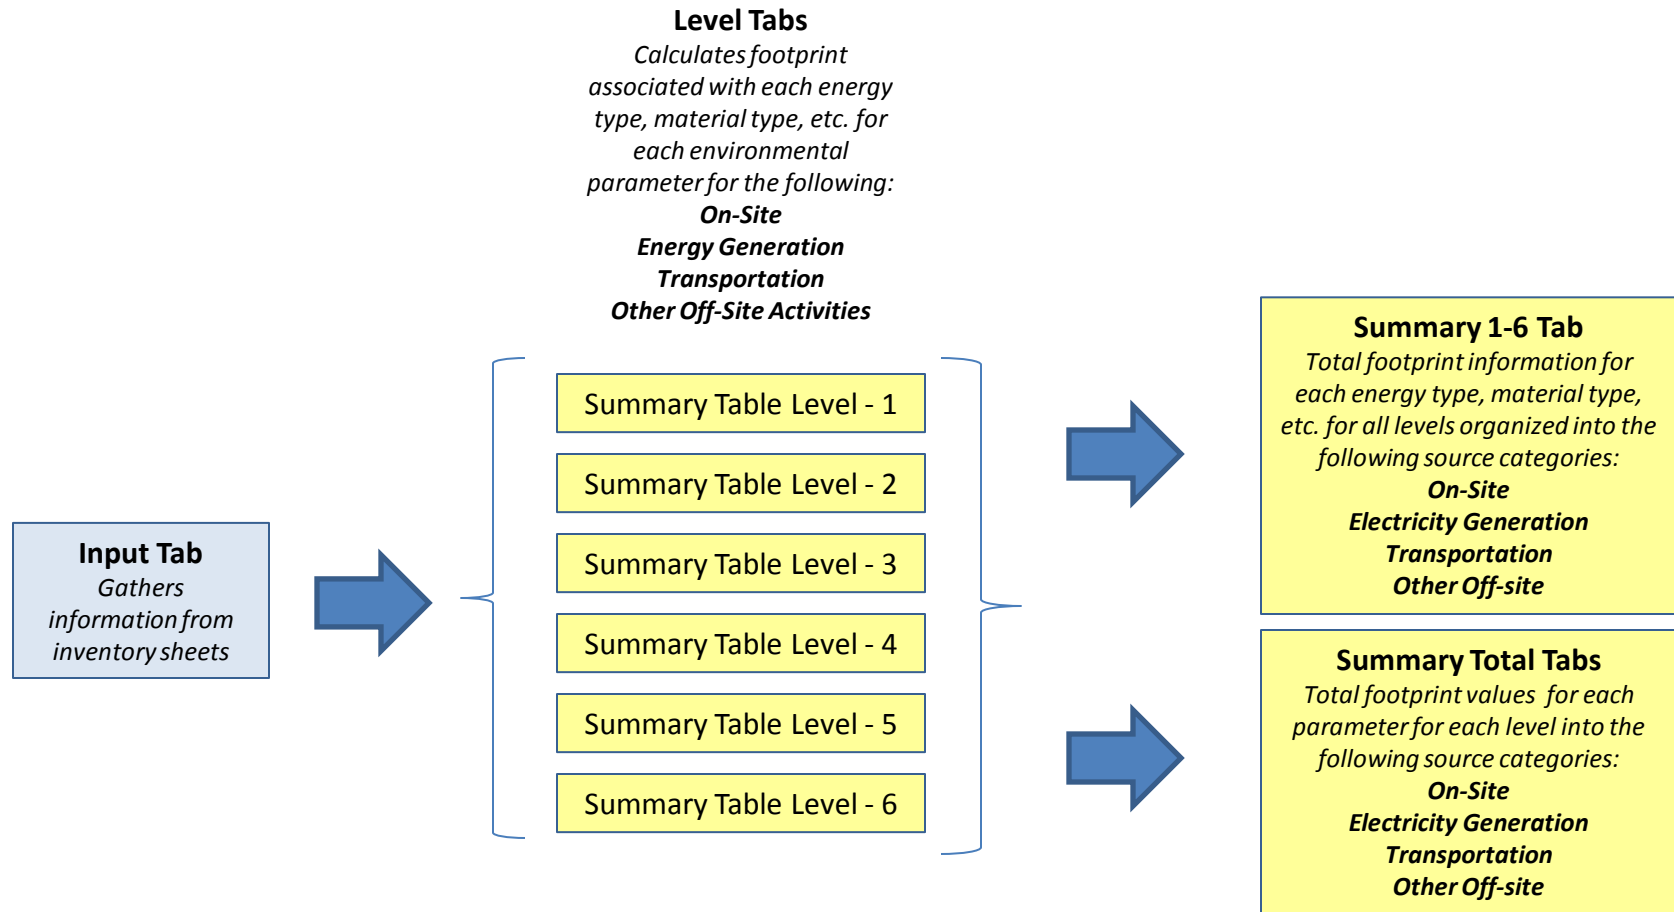 Level Tabs
Calculates footprint
associated with each energy
type, material type, etc. for
each environmental
parameter for the following:
On-Site
Energy Generation
Transportation
Other Off-Site Activities
Input Tab
Gathers
information from
inventory sheets
Summary Table Level - 1
Summary Table Level - 2
Summary Table Level - 3
Summary Table Level - 4
Summary Table Level - 5
Summary Table Level - 6
Summary 1-6 Tab
Total footprint information for
each energy type, material type,
etc. for all levels organized into the
following source categories:
On-Site
Electricity Generation
Transportation
Other Off-site
Summary Total Tabs
Total footprint values for each
parameter for each level into the
following source categories:
On-Site
Electricity Generation
Transportation
Other Off-site